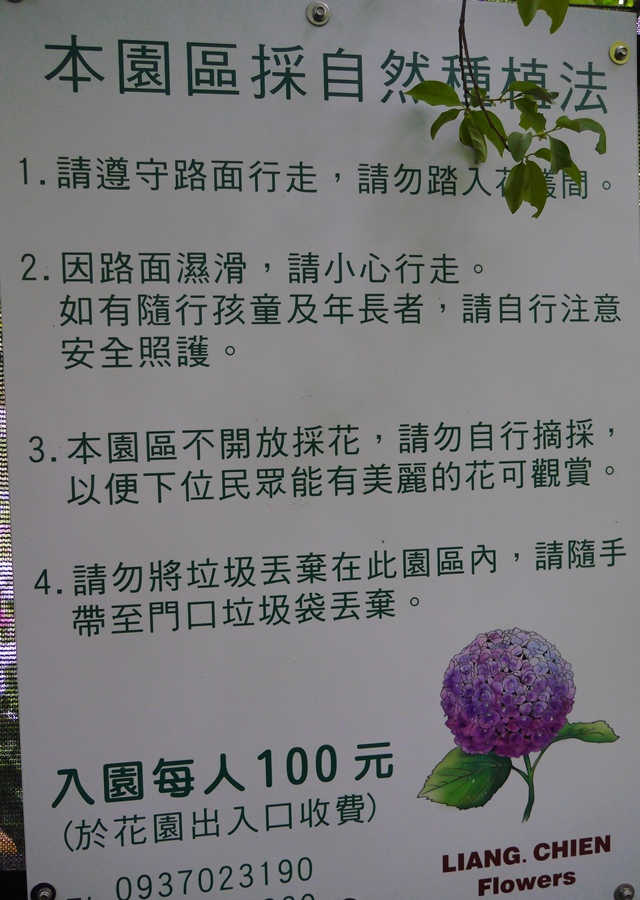 本園區採自然種植法
1.請遵守路面行走，請勿踏入花叢間。
2.因路面濕滑，請小心行走。
如有隨行孩童及年長者，請自行注意
安全照護。
3.本園區不開放採花，請勿自行摘採，
以便下位民眾能有美麗的花可觀賞。
4.請勿將垃圾丟棄在此園區內，請隨手
帶至門口垃圾袋丟棄。
入園每人100元
(於花園出入口收費)
0937023190
LIANG. CHIEN
Flowers